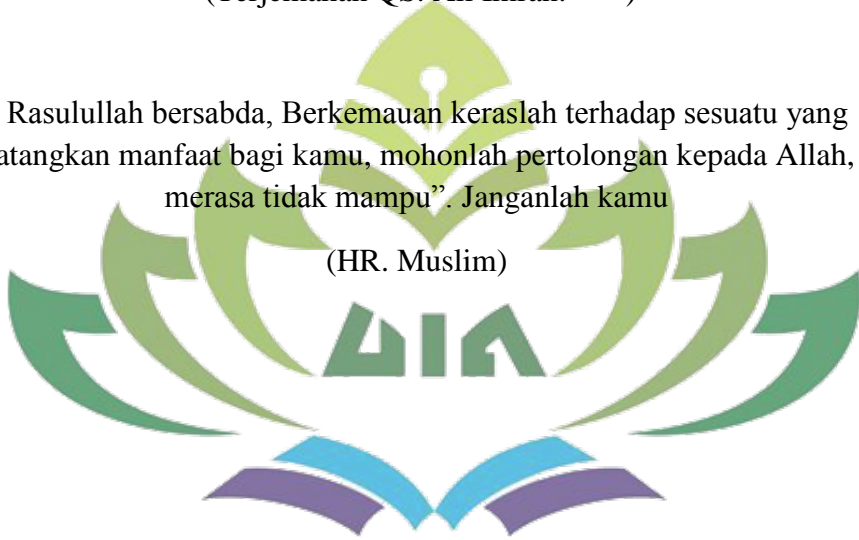 Rasulullah bersabda, Berkemauan keraslah terhadap sesuatu yang
atangkan manfaat bagi kamu, mohonlah pertolongan kepada Allah,
merasa tidak mampu”. Janganlah kamu
(HR. Muslim)
UIN